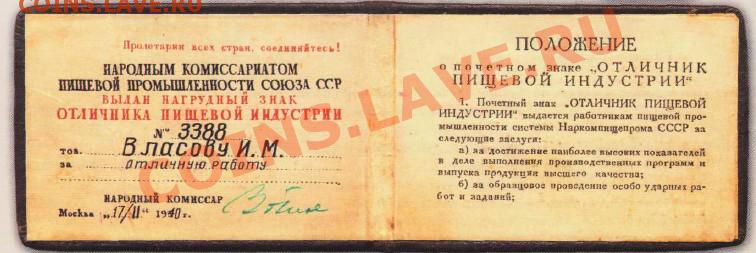 COINS.LAVE.RU
Пролетарии всех стран, соединяйтесь!
НАРОДНЫМ КОМИССАРИАТОМ
ПИЩЕВОЙ ПРОМЫШЛЕННОСТИ СОЮЗА ССР
ВЫДАН НАГРУДНЫЙ ЗНАК
ОТЛИЧНИКА ПИЩЕВОЙ ИНДУСТРИИ
№ 3388
тов. Власову И. М.
за отличную работу
НАРОДНЫЙ КОМИССАР
Москва „17/II“ 1940 г.
ПОЛОЖЕНИЕ
о почетном знаке „ОТЛИЧНИК
ПИЩЕВОЙ ИНДУСТРИИ“
1. Почетный знак „ОТЛИЧНИК ПИЩЕВОЙ
ИНДУСТРИИ“ выдается работникам пищевой про-
мышленности системы Наркомпищепрома СССР за
следующие заслуги:
а) за достижение наиболее высоких показателей
в деле выполнения производственных программ и
выпуска продукции высшего качества;
б) за образцовое проведение особо ударных ра-
бот и заданий;
COINS.LAVE.RU